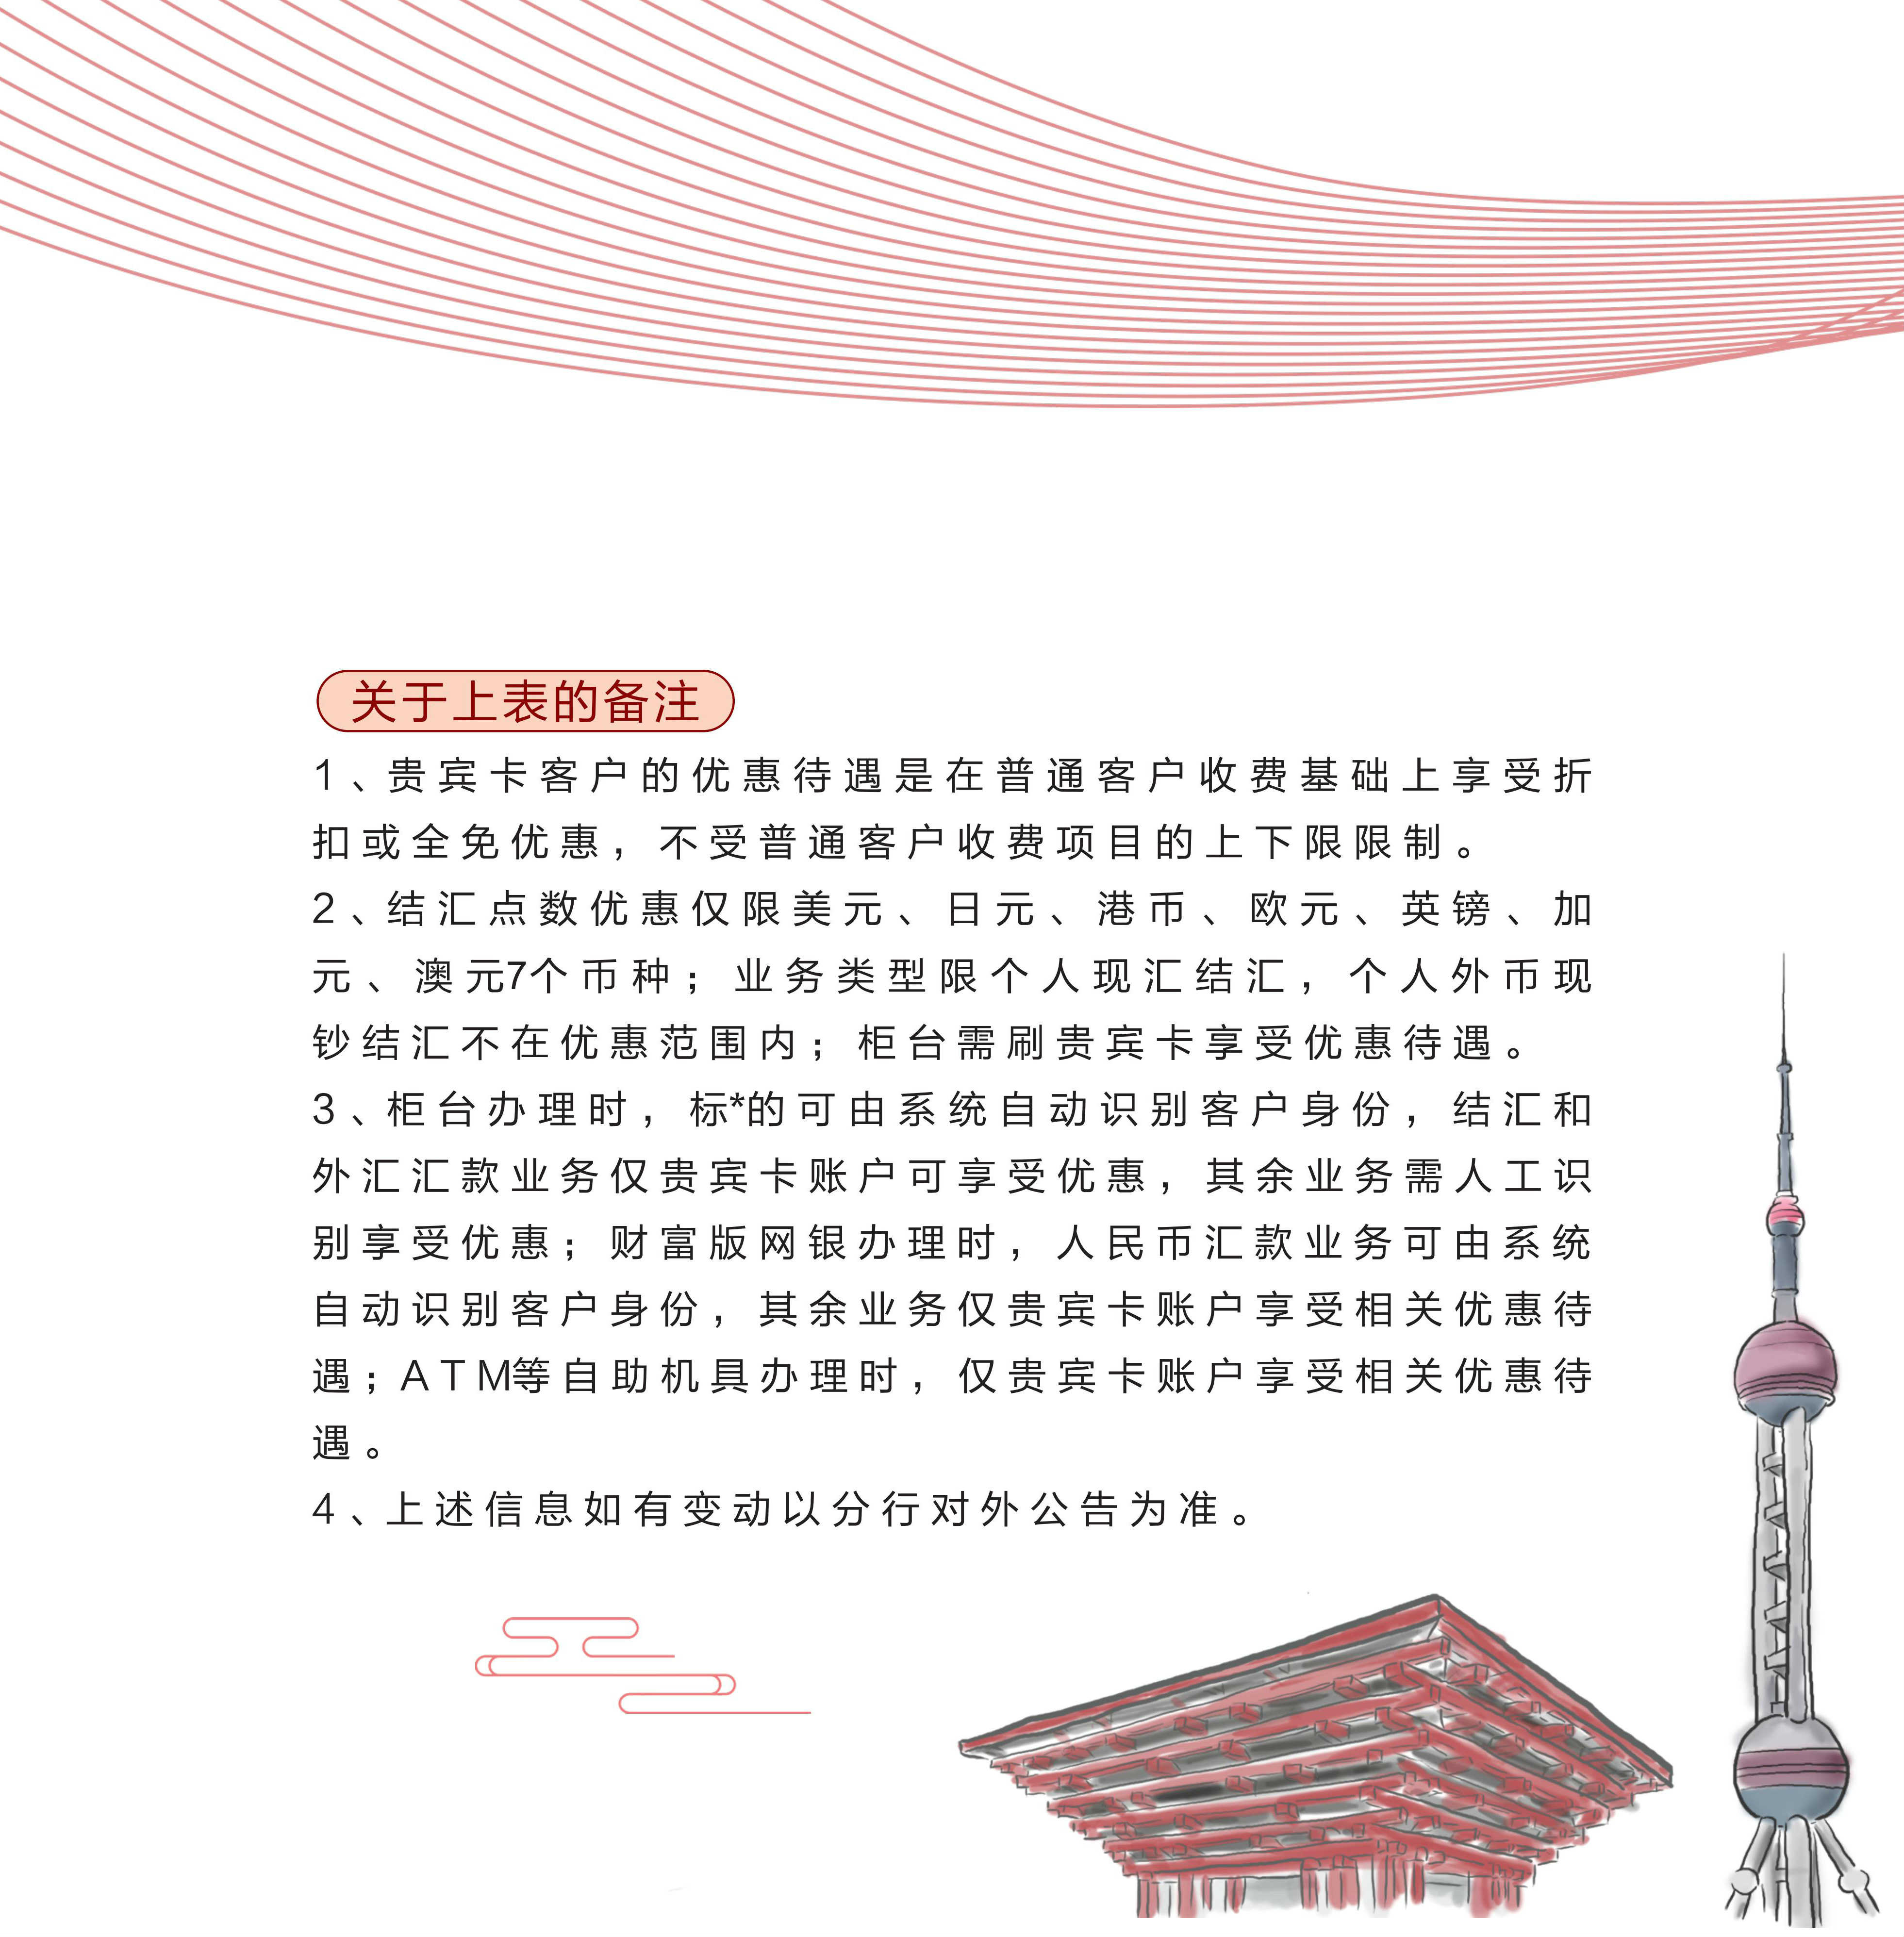 关于上表的备注
1、贵宾卡客户的优惠待遇是在普通客户收费基础上享受折
扣或全免优惠，不受普通客户收费项目的上下限限制。
2、结汇点数优惠仅限美元、日元、港币、欧元、英镑、加
元、澳元7个币种；业务类型限个人现汇结汇，个人外币现
钞结汇不在优惠范围内；柜台需刷贵宾卡享受优惠待遇。
3、柜台办理时，标*的可由系统自动识别客户身份，结汇和
外汇汇款业务仅贵宾卡账户可享受优惠，其余业务需人工识
别享受优惠；财富版网银办理时，人民币汇款业务可由系统
自动识别客户身份，其余业务仅贵宾卡账户享受相关优惠待
遇；ATM等自助机具办理时，仅贵宾卡账户享受相关优惠待
遇。
4、上述信息如有变动以分行对外公告为准。